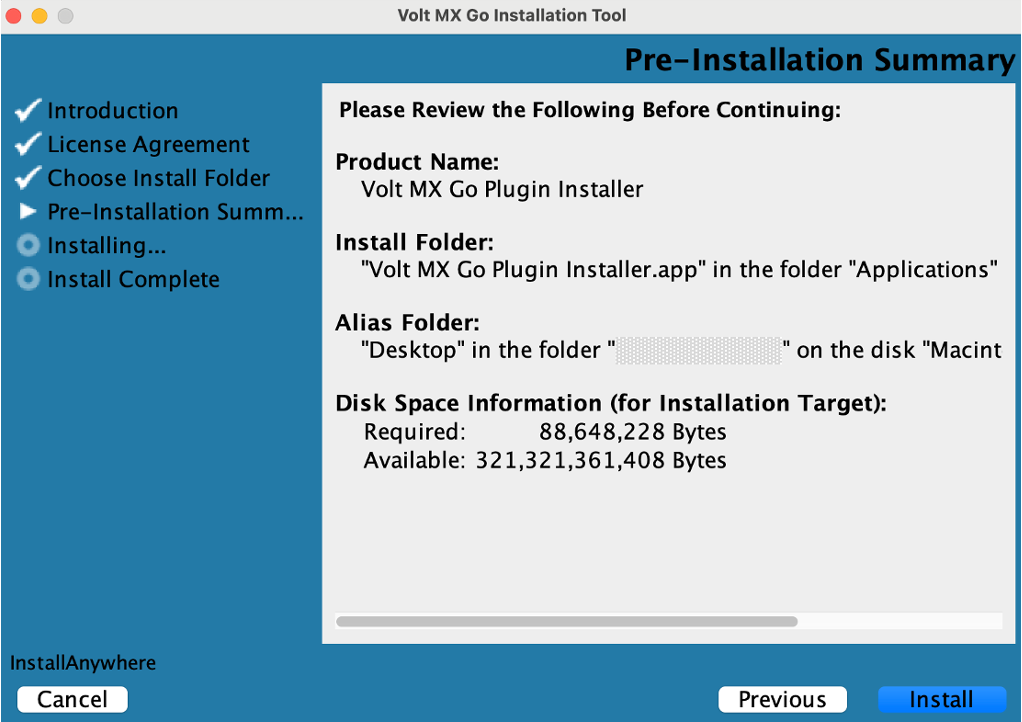 Volt MX Go Installation Tool
Pre-Installation Summary
Introduction
License Agreement
Choose Install Folder
Pre-Installation Summ...
Installing...
Install Complete
Please Review the Following Before Continuing:
Product Name:
Volt MX Go Plugin Installer
Install Folder:
"Volt MX Go Plugin Installer.app" in the folder "Applications"
Alias Folder:
"Desktop" in the folder "" on the disk "Macint
Disk Space Information (for Installation Target):
Required: 88,648,228 Bytes
Available: 321,321,361,408 Bytes
InstallAnywhere
Cancel
Previous
Install